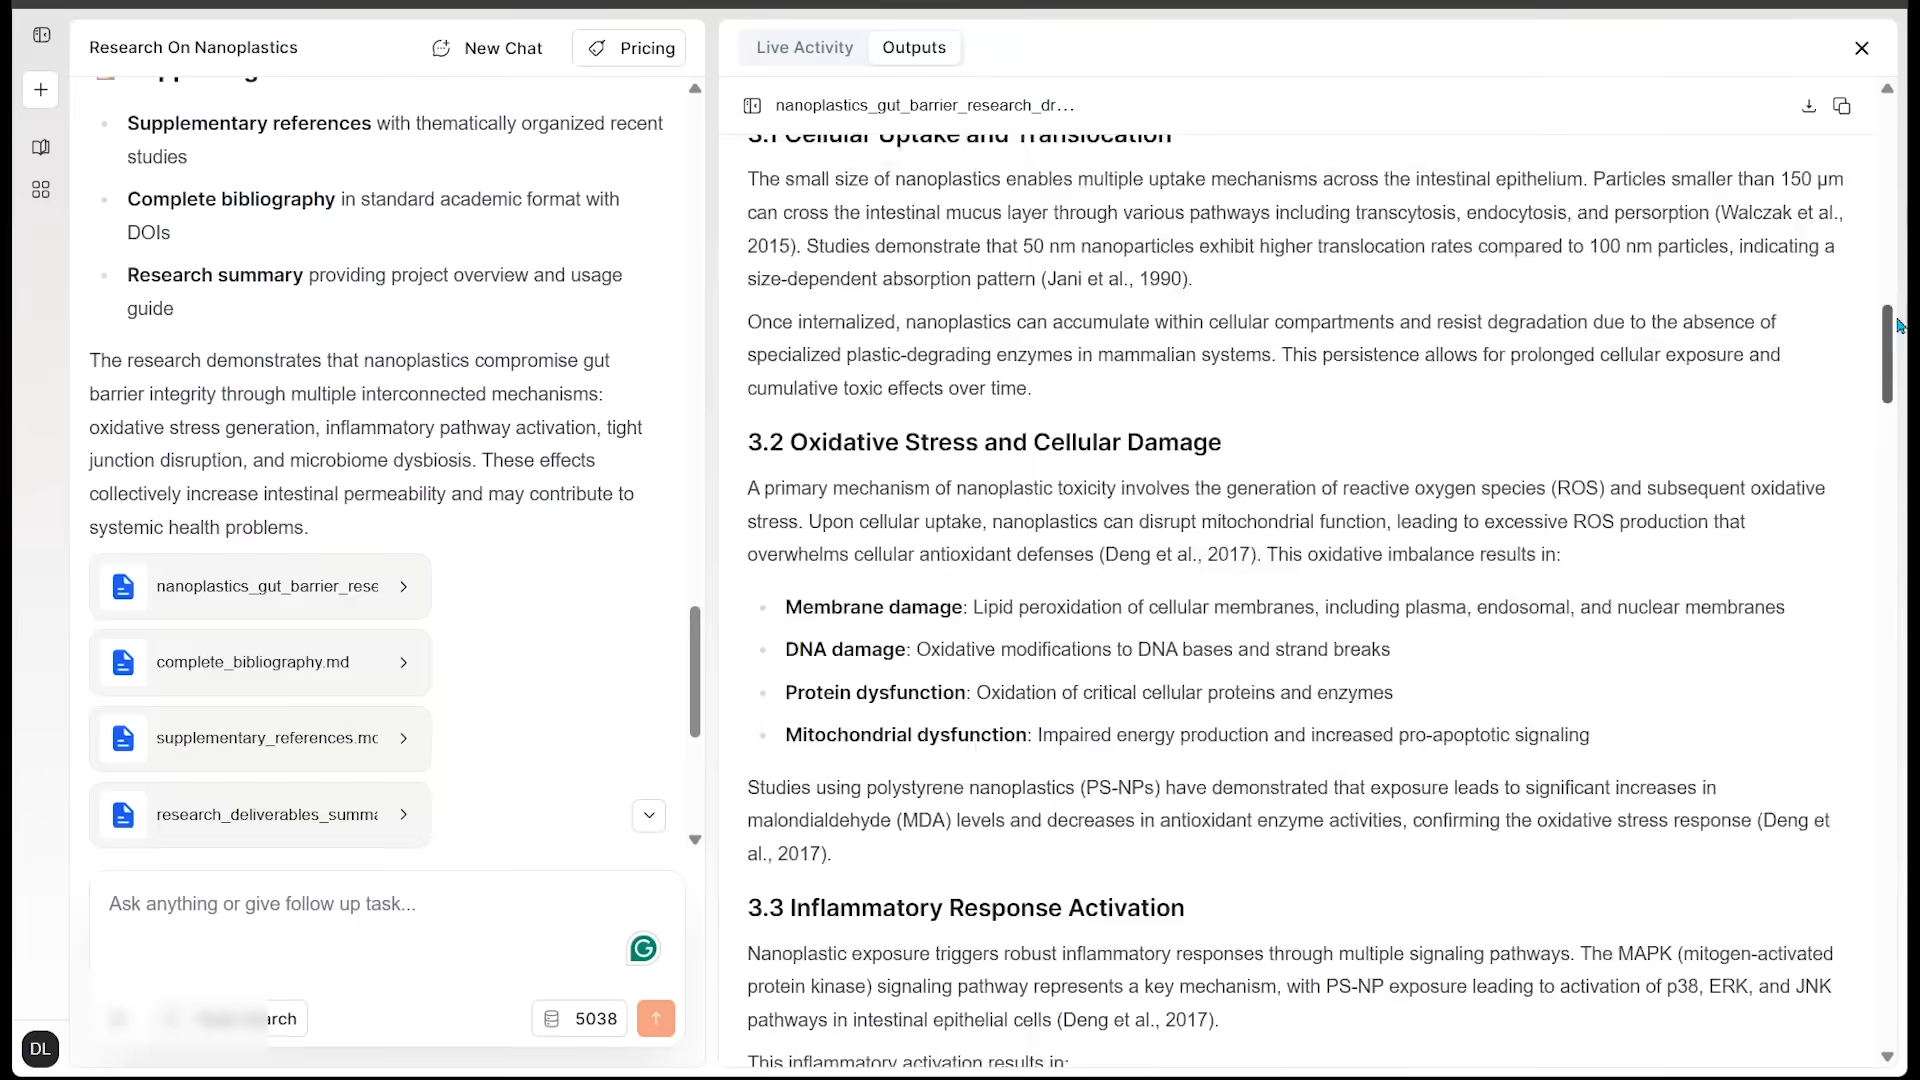 Research On Nanoplastics
New Chat
Pricing
Supplementary references with thematically organized recent
studies
Complete bibliography in standard academic format with
DOIs
Research summary providing project overview and usage
guide
The research demonstrates that nanoplastics compromise gut
barrier integrity through multiple interconnected mechanisms:
oxidative stress generation, inflammatory pathway activation, tight
junction disruption, and microbiome dysbiosis. These effects
collectively increase intestinal permeability and may contribute to
systemic health problems.
nanoplastics_gut_barrier_rese
complete_bibliography.md
supplementary_references.mc
research_deliverables_summa
Ask anything or give follow up task...
arch
5038
DL
Live Activity
Outputs
nanoplastics_gut_barrier_research_dr...
3.1 Cellular Uptake and Translocation
The small size of nanoplastics enables multiple uptake mechanisms across the intestinal epithelium. Particles smaller than 150 μm
can cross the intestinal mucus layer through various pathways including transcytosis, endocytosis, and persorption (Walczak et al.,
2015). Studies demonstrate that 50 nm nanoparticles exhibit higher translocation rates compared to 100 nm particles, indicating a
size-dependent absorption pattern (Jani et al., 1990).
Once internalized, nanoplastics can accumulate within cellular compartments and resist degradation due to the absence of
specialized plastic-degrading enzymes in mammalian systems. This persistence allows for prolonged cellular exposure and
cumulative toxic effects over time.
3.2 Oxidative Stress and Cellular Damage
A primary mechanism of nanoplastic toxicity involves the generation of reactive oxygen species (ROS) and subsequent oxidative
stress. Upon cellular uptake, nanoplastics can disrupt mitochondrial function, leading to excessive ROS production that
overwhelms cellular antioxidant defenses (Deng et al., 2017). This oxidative imbalance results in:
Membrane damage: Lipid peroxidation of cellular membranes, including plasma, endosomal, and nuclear membranes
DNA damage: Oxidative modifications to DNA bases and strand breaks
Protein dysfunction: Oxidation of critical cellular proteins and enzymes
Mitochondrial dysfunction: Impaired energy production and increased pro-apoptotic signaling
Studies using polystyrene nanoplastics (PS-NPs) have demonstrated that exposure leads to significant increases in
malondialdehyde (MDA) levels and decreases in antioxidant enzyme activities, confirming the oxidative stress response (Deng et
al., 2017).
3.3 Inflammatory Response Activation
Nanoplastic exposure triggers robust inflammatory responses through multiple signaling pathways. The MAPK (mitogen-activated
protein kinase) signaling pathway represents a key mechanism, with PS-NP exposure leading to activation of p38, ERK, and JNK
pathways in intestinal epithelial cells (Deng et al., 2017).
This inflammatory activation results in: